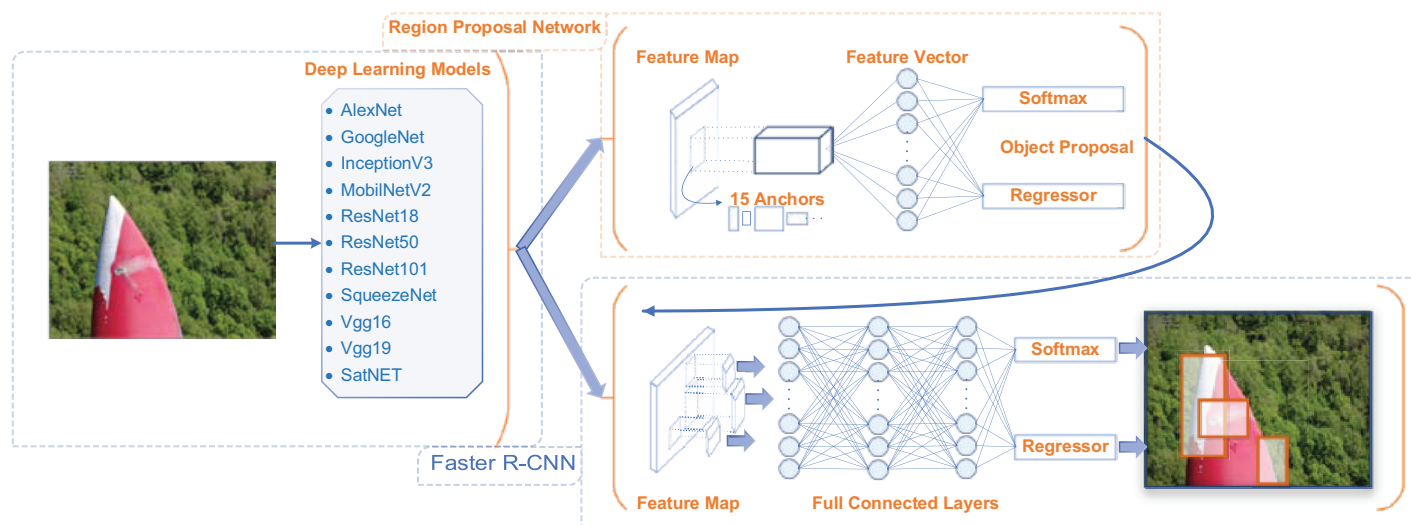 Region Proposal Network
Deep Learning Models
AlexNet
GoogleNet
InceptionV3
MobilNetV2
ResNet18
ResNet50
ResNet101
SqueezeNet
Vgg16
Vgg19
SatNET
Feature Map
Feature Vector
Softmax
Object Proposal
15 Anchors
Regressor
Faster R-CNN
Softmax
Regressor
Feature Map
Full Connected Layers